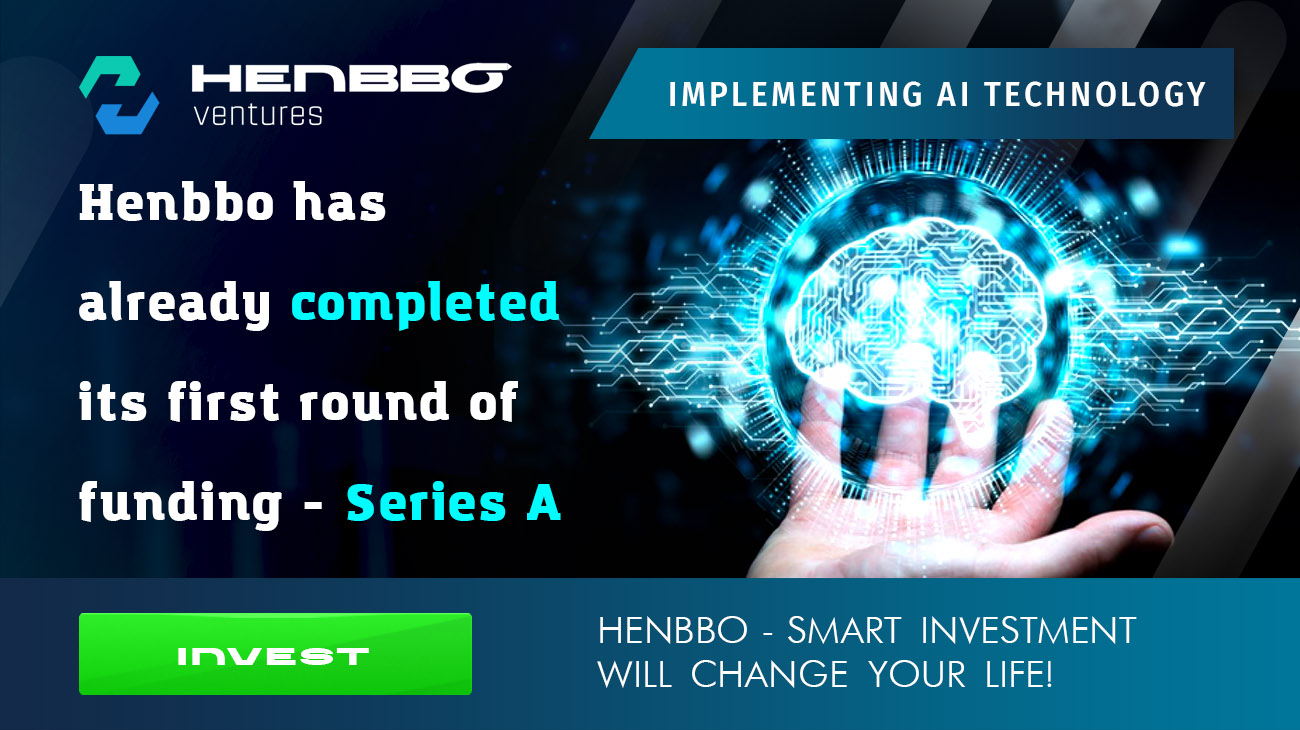 HENBBO
ventures
IMPLEMENTING AI TECHNOLOGY
Henbbo has
already completed
its first round of
funding - Series A
INVEST
HENBBO - SMART INVESTMENT
WILL CHANGE YOUR LIFE!